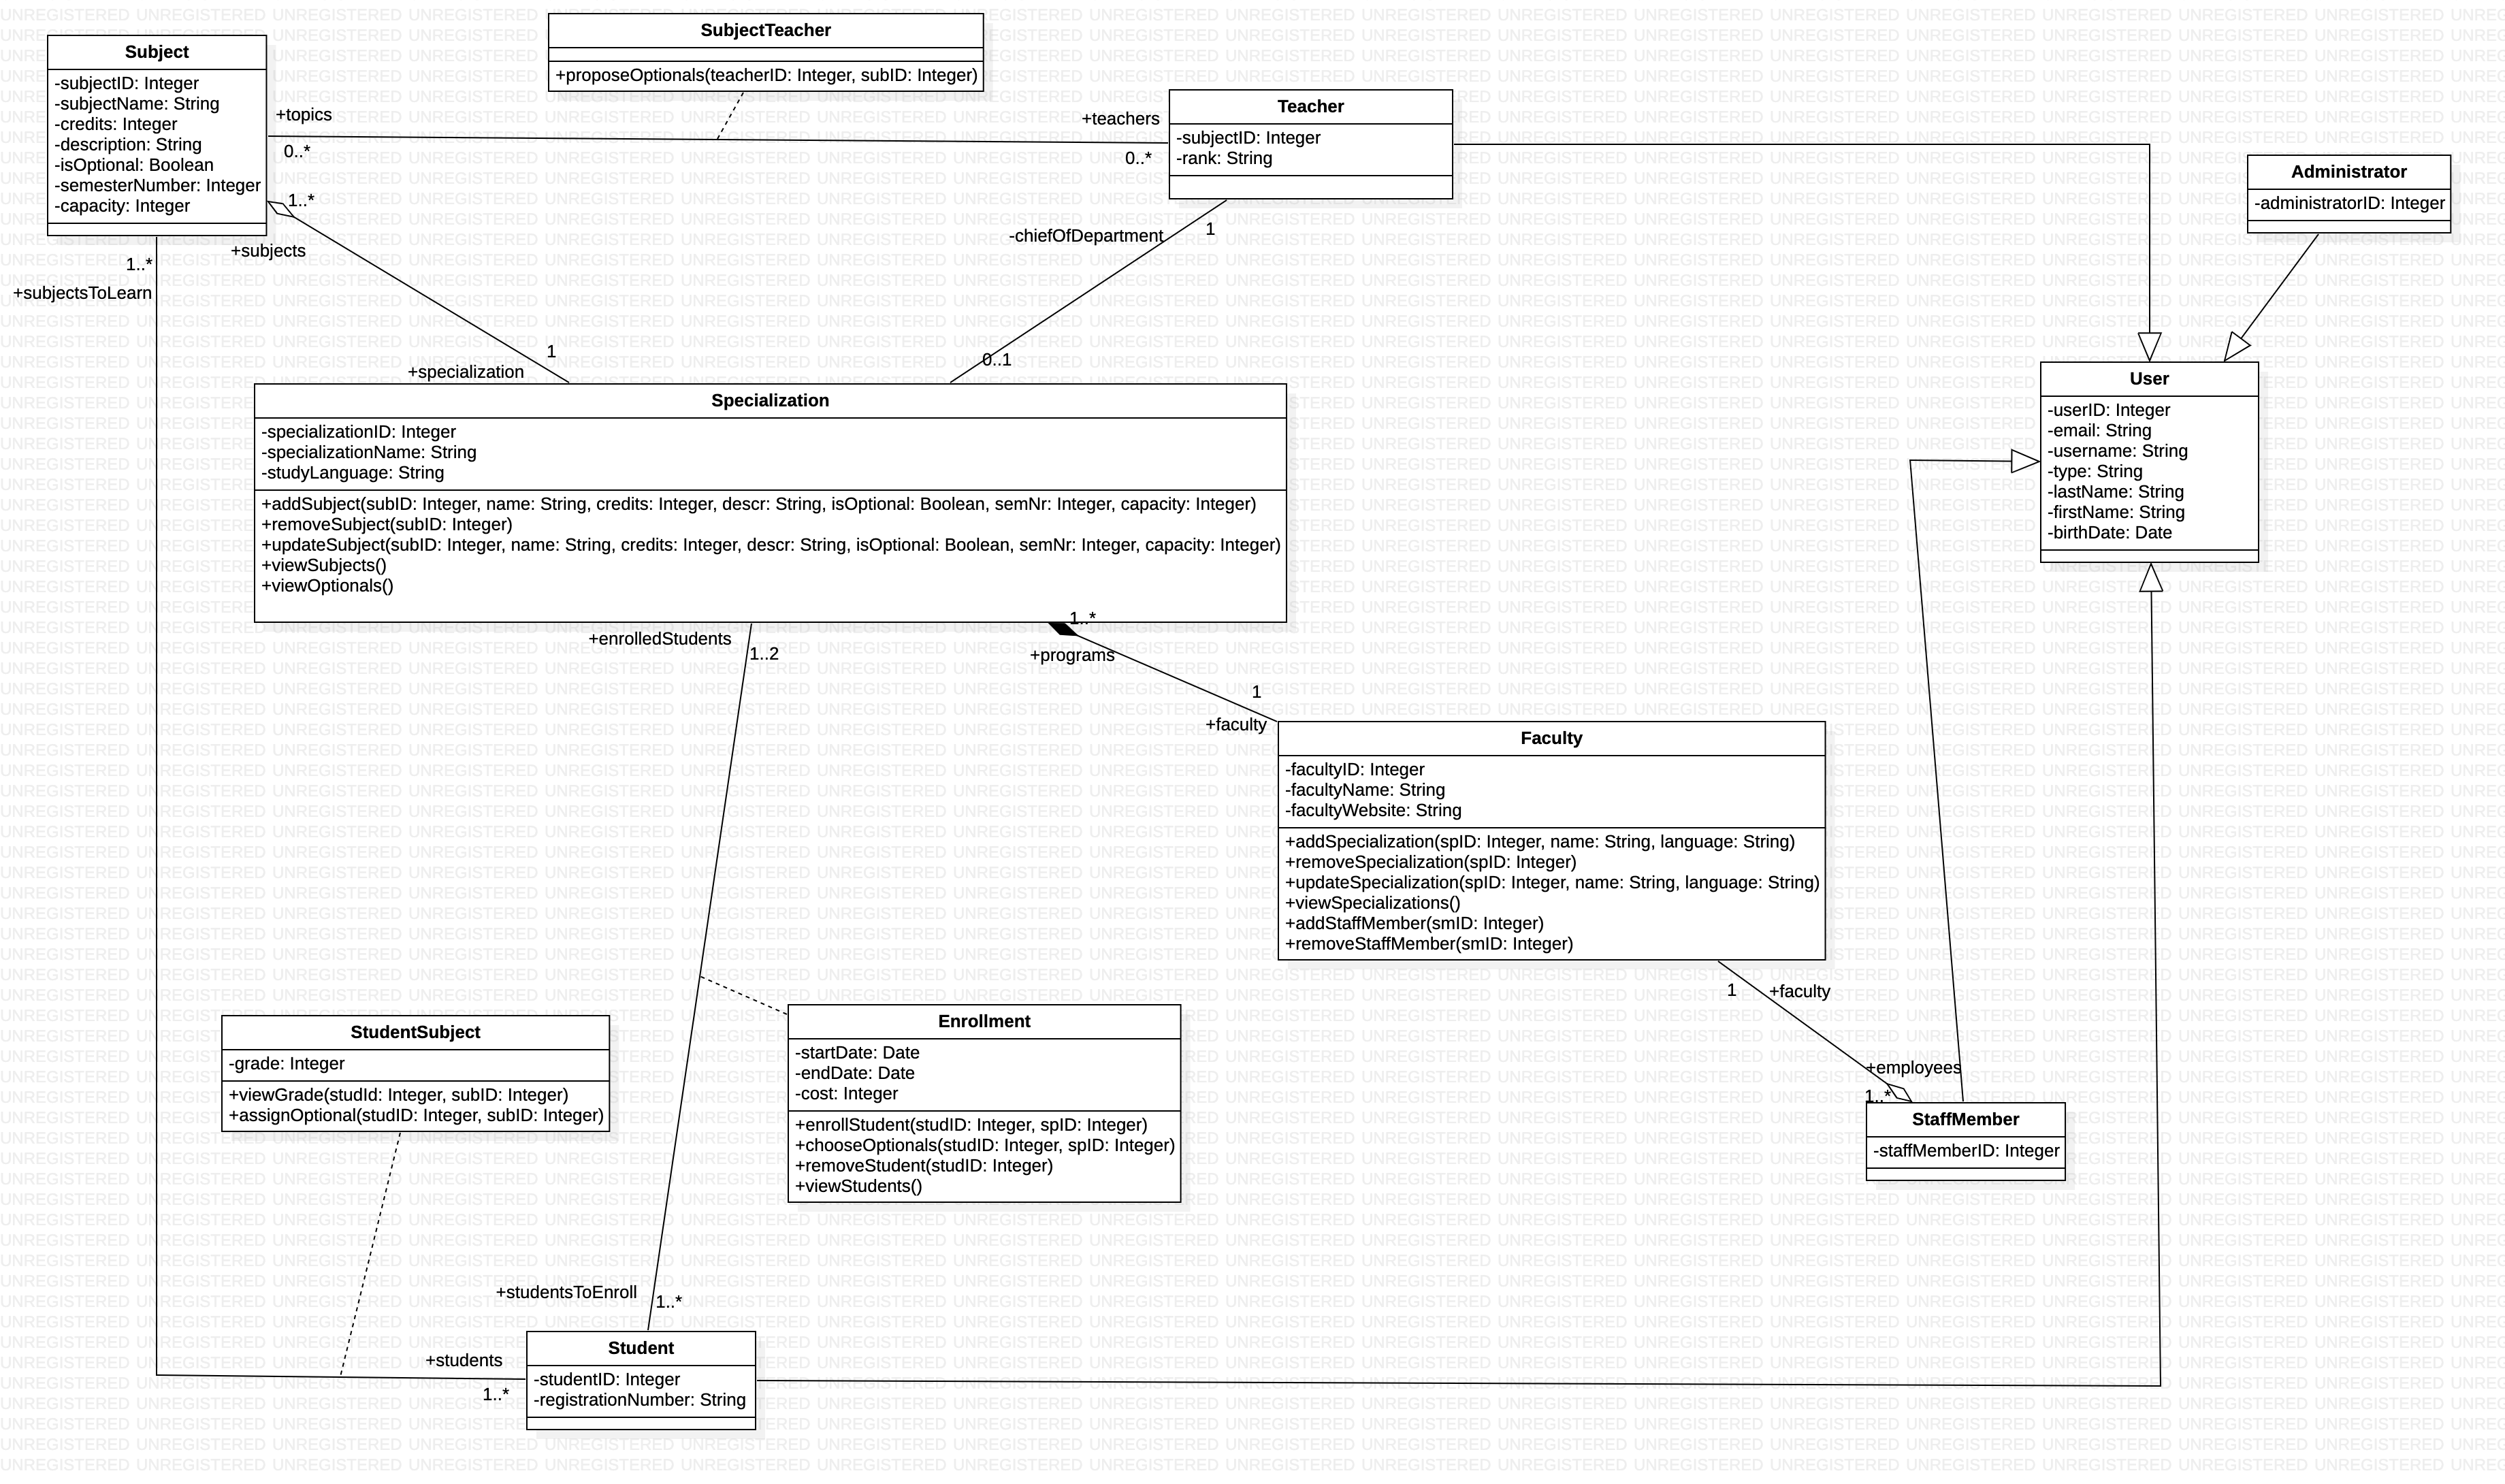 SubjectTeacher
+proposeOptionals(teacherID: Integer, subID: Integer)
Subject
-subjectID: Integer
-subjectName: String
-credits: Integer
-description: String
-isOptional: Boolean
-semesterNumber: Integer
-capacity: Integer
+topics
0..*
+teachers
0..*
Teacher
-subjectID: Integer
-rank: String
Administrator
-administratorID: Integer
1..*
+subjects
1..*
+subjectsToLearn
-chiefOfDepartment
1
1
+specialization
0..1
Specialization
-specializationID: Integer
-specializationName: String
-studyLanguage: String
+addSubject(subID: Integer, name: String, credits: Integer, descr: String, isOptional: Boolean, semNr: Integer, capacity: Integer)
+removeSubject(subID: Integer)
+updateSubject(subID: Integer, name: String, credits: Integer, descr: String, isOptional: Boolean, semNr: Integer, capacity: Integer)
+viewSubjects()
+viewOptionals()
User
-userID: Integer
-email: String
-username: String
-type: String
-lastName: String
-firstName: String
-birthDate: Date
+enrolledStudents
1..2
1..*
+programs
1
+faculty
Faculty
-facultyID: Integer
-facultyName: String
-facultyWebsite: String
+addSpecialization(spID: Integer, name: String, language: String)
+removeSpecialization(spID: Integer)
+updateSpecialization(spID: Integer, name: String, language: String)
+viewSpecializations()
+addStaffMember(smID: Integer)
+removeStaffMember(smID: Integer)
1
+faculty
+employees
1..*
StaffMember
-staffMemberID: Integer
StudentSubject
-grade: Integer
+viewGrade(studId: Integer, subID: Integer)
+assignOptional(studID: Integer, subID: Integer)
Enrollment
-startDate: Date
-endDate: Date
-cost: Integer
+enrollStudent(studID: Integer, spID: Integer)
+chooseOptionals(studID: Integer, spID: Integer)
+removeStudent(studID: Integer)
+viewStudents()
+studentsToEnroll
1..*
+students
1..*
Student
-studentID: Integer
-registrationNumber: String